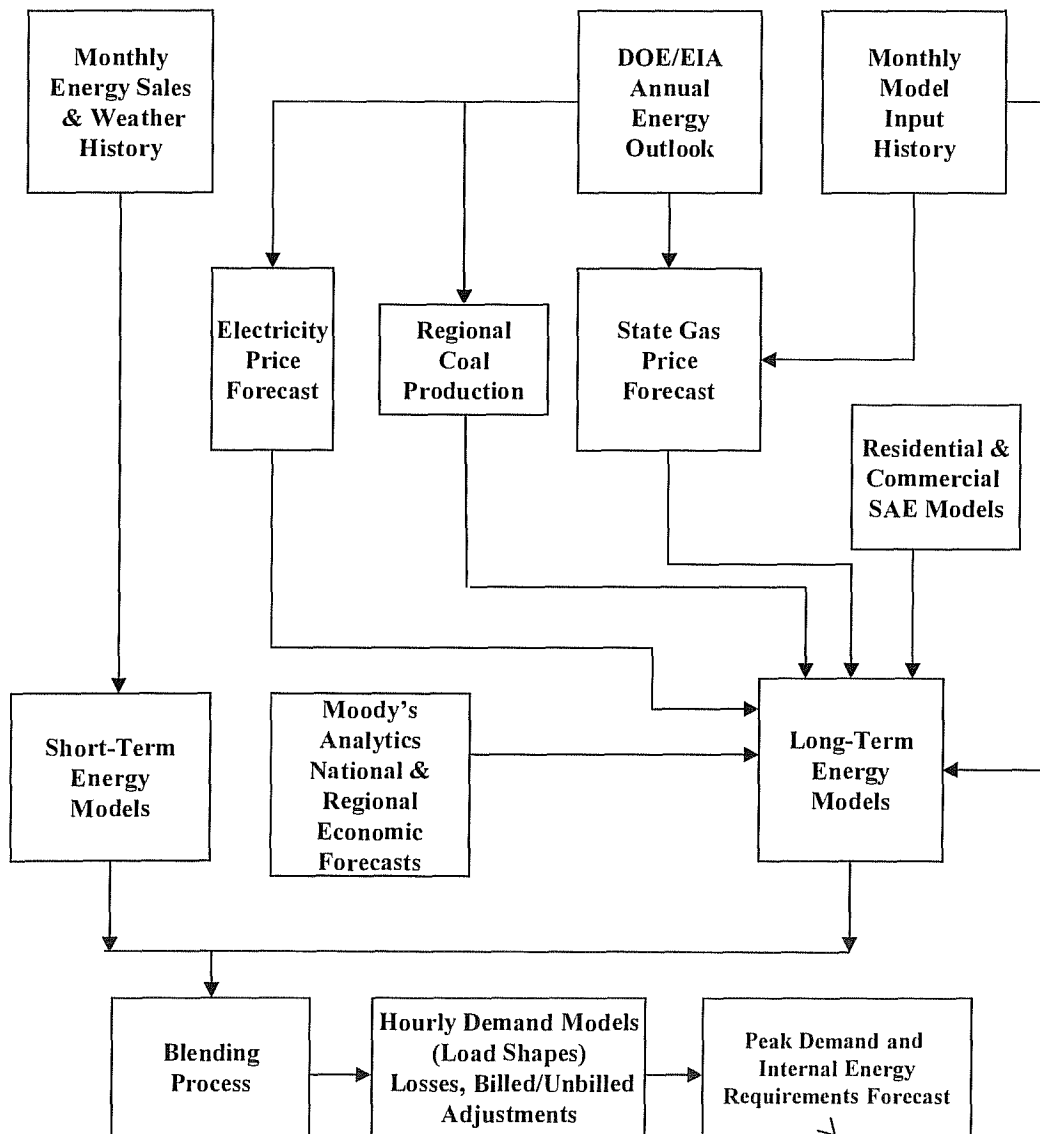 Monthly
Energy Sales
& Weather
History
DOE/EIA
Annual
Energy
Outlook
Monthly
Model
Input
History
Electricity
Price
Forecast
Regional
Coal
Production
State Gas
Price
Forecast
Residential &
Commercial
SAE Models
Short-Term
Energy
Models
Moody's
Analytics
National &
Regional
Economic
Forecasts
Long-Term
Energy
Models
Blending
Process
Hourly Demand Models
(Load Shapes)
Losses, Billed/Unbilled
Adjustments
Peak Demand and
Internal Energy
Requirements Forecast